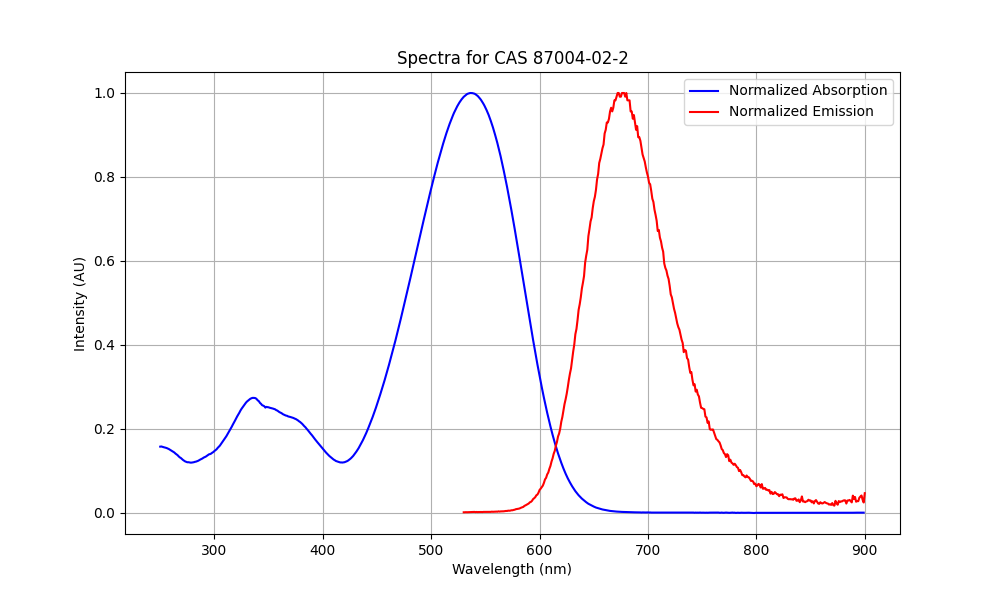 Spectra for CAS 87004-02-2
Normalized Absorption
Normalized Emission
Intensity (AU)
1.0
0.8
0.6
0.4
0.2
0.0
300 400 500 600 700 800 900
Wavelength (nm)